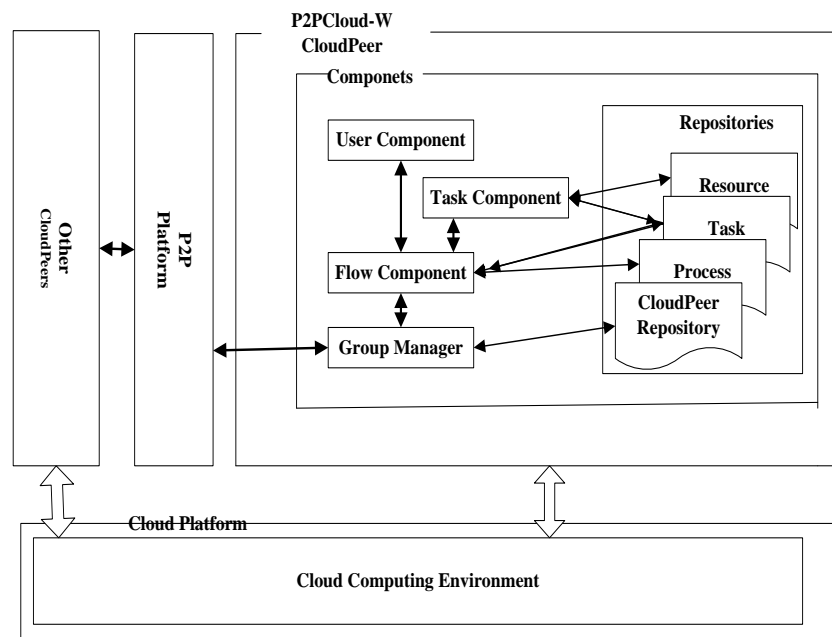 P2PCloud-W
CloudPeer
Componets
Repositories
User Component
Task Component
Resource
Task
Other
CloudPeers
P2P
Platform
Flow Component
Process
CloudPeer
Repository
Group Manager
Cloud Platform
Cloud Computing Environment